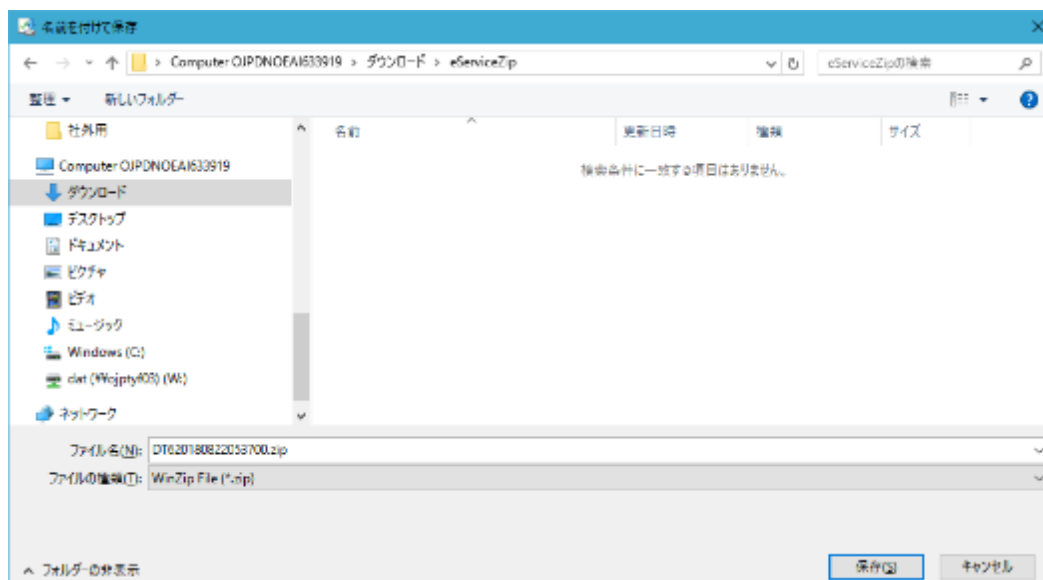 名前を付けて保存
Computer OJPDNOEAI633919 > ダウンロード > eServiceZip
eServiceZipの検索
整理
新しいフォルダー
社外用
Computer OJPDNOEAI633919
ダウンロード
デスクトップ
ドキュメント
ピクチャ
ビデオ
ミュージック
Windows (C:)
dat (¥¥ojptyf03) (W:)
ネットワーク
名前 更新日時 種類 サイズ
検索条件に一致する項目はありません。
ファイル名(N): DT620180822053700.zip
ファイルの種類(T): WinZip File (*.zip)
フォルダーの非表示
保存(S) キャンセル